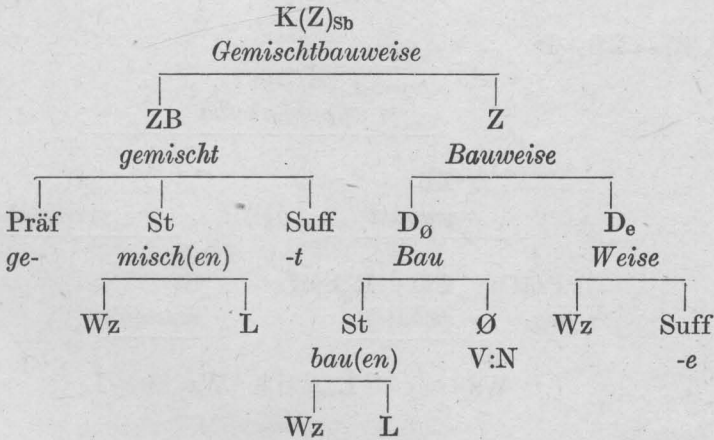 K(Z)Sb
Gemischtbauweise
ZB Z
gemischt Bauweise
Präf St Suff DØ De
ge- misch(en) -t Bau Weise
Wz L St Ø Wz Suff
bau(en) V:N -e
Wz L